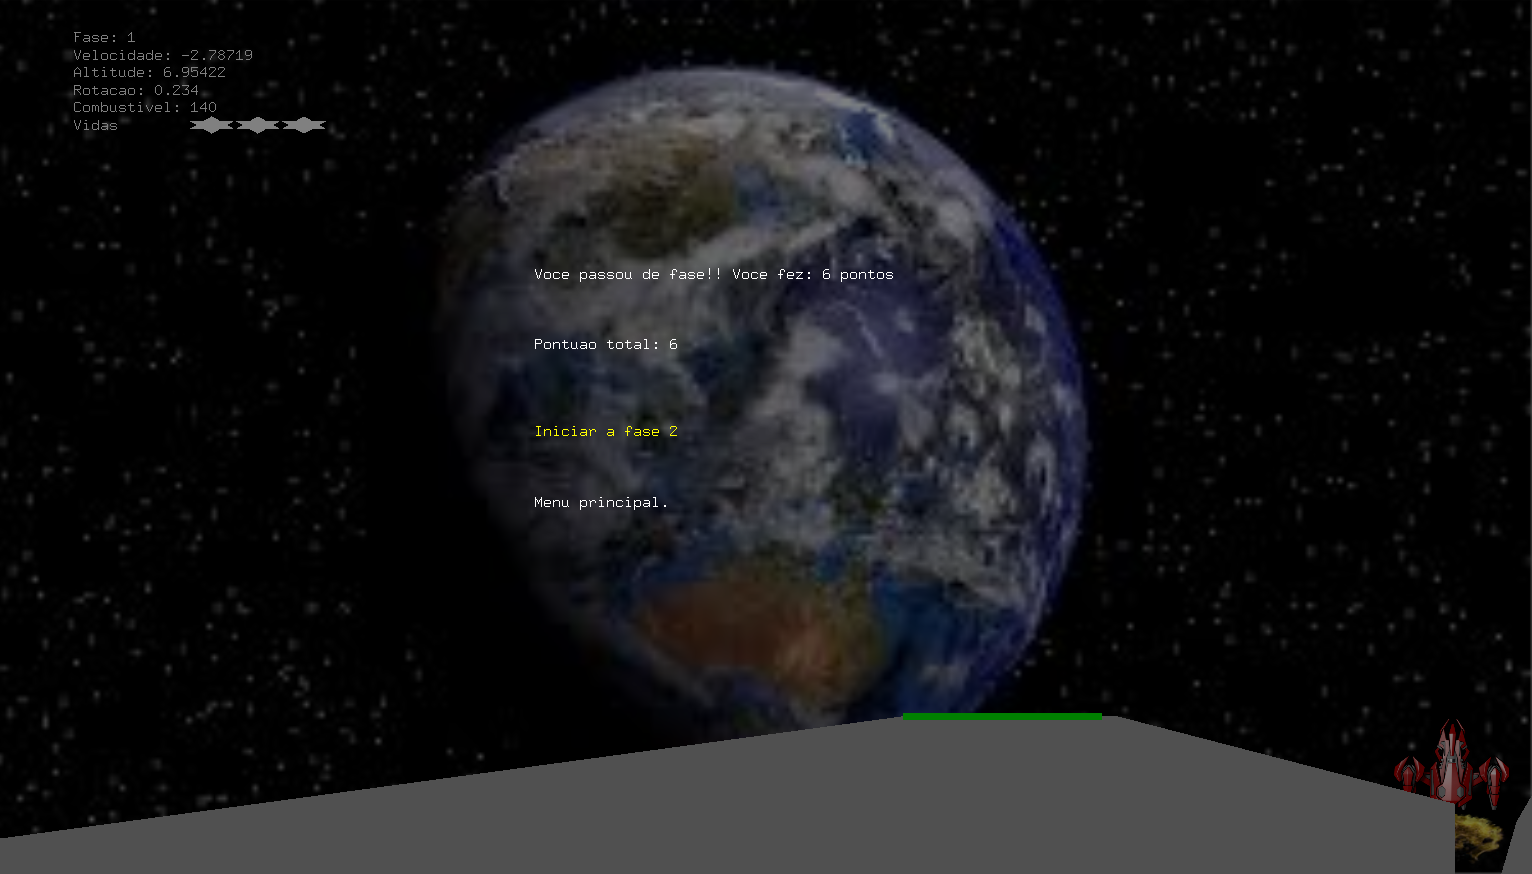 Fase: 1
Velocidade: -2.78719
Altitude: 6.95422
Rotacao: 0.234
Combustivel: 140
Vidas
Voce passou de fase!! Voce fez: 6 pontos
Pontuao total: 6
Iniciar a fase 2
Menu principal.